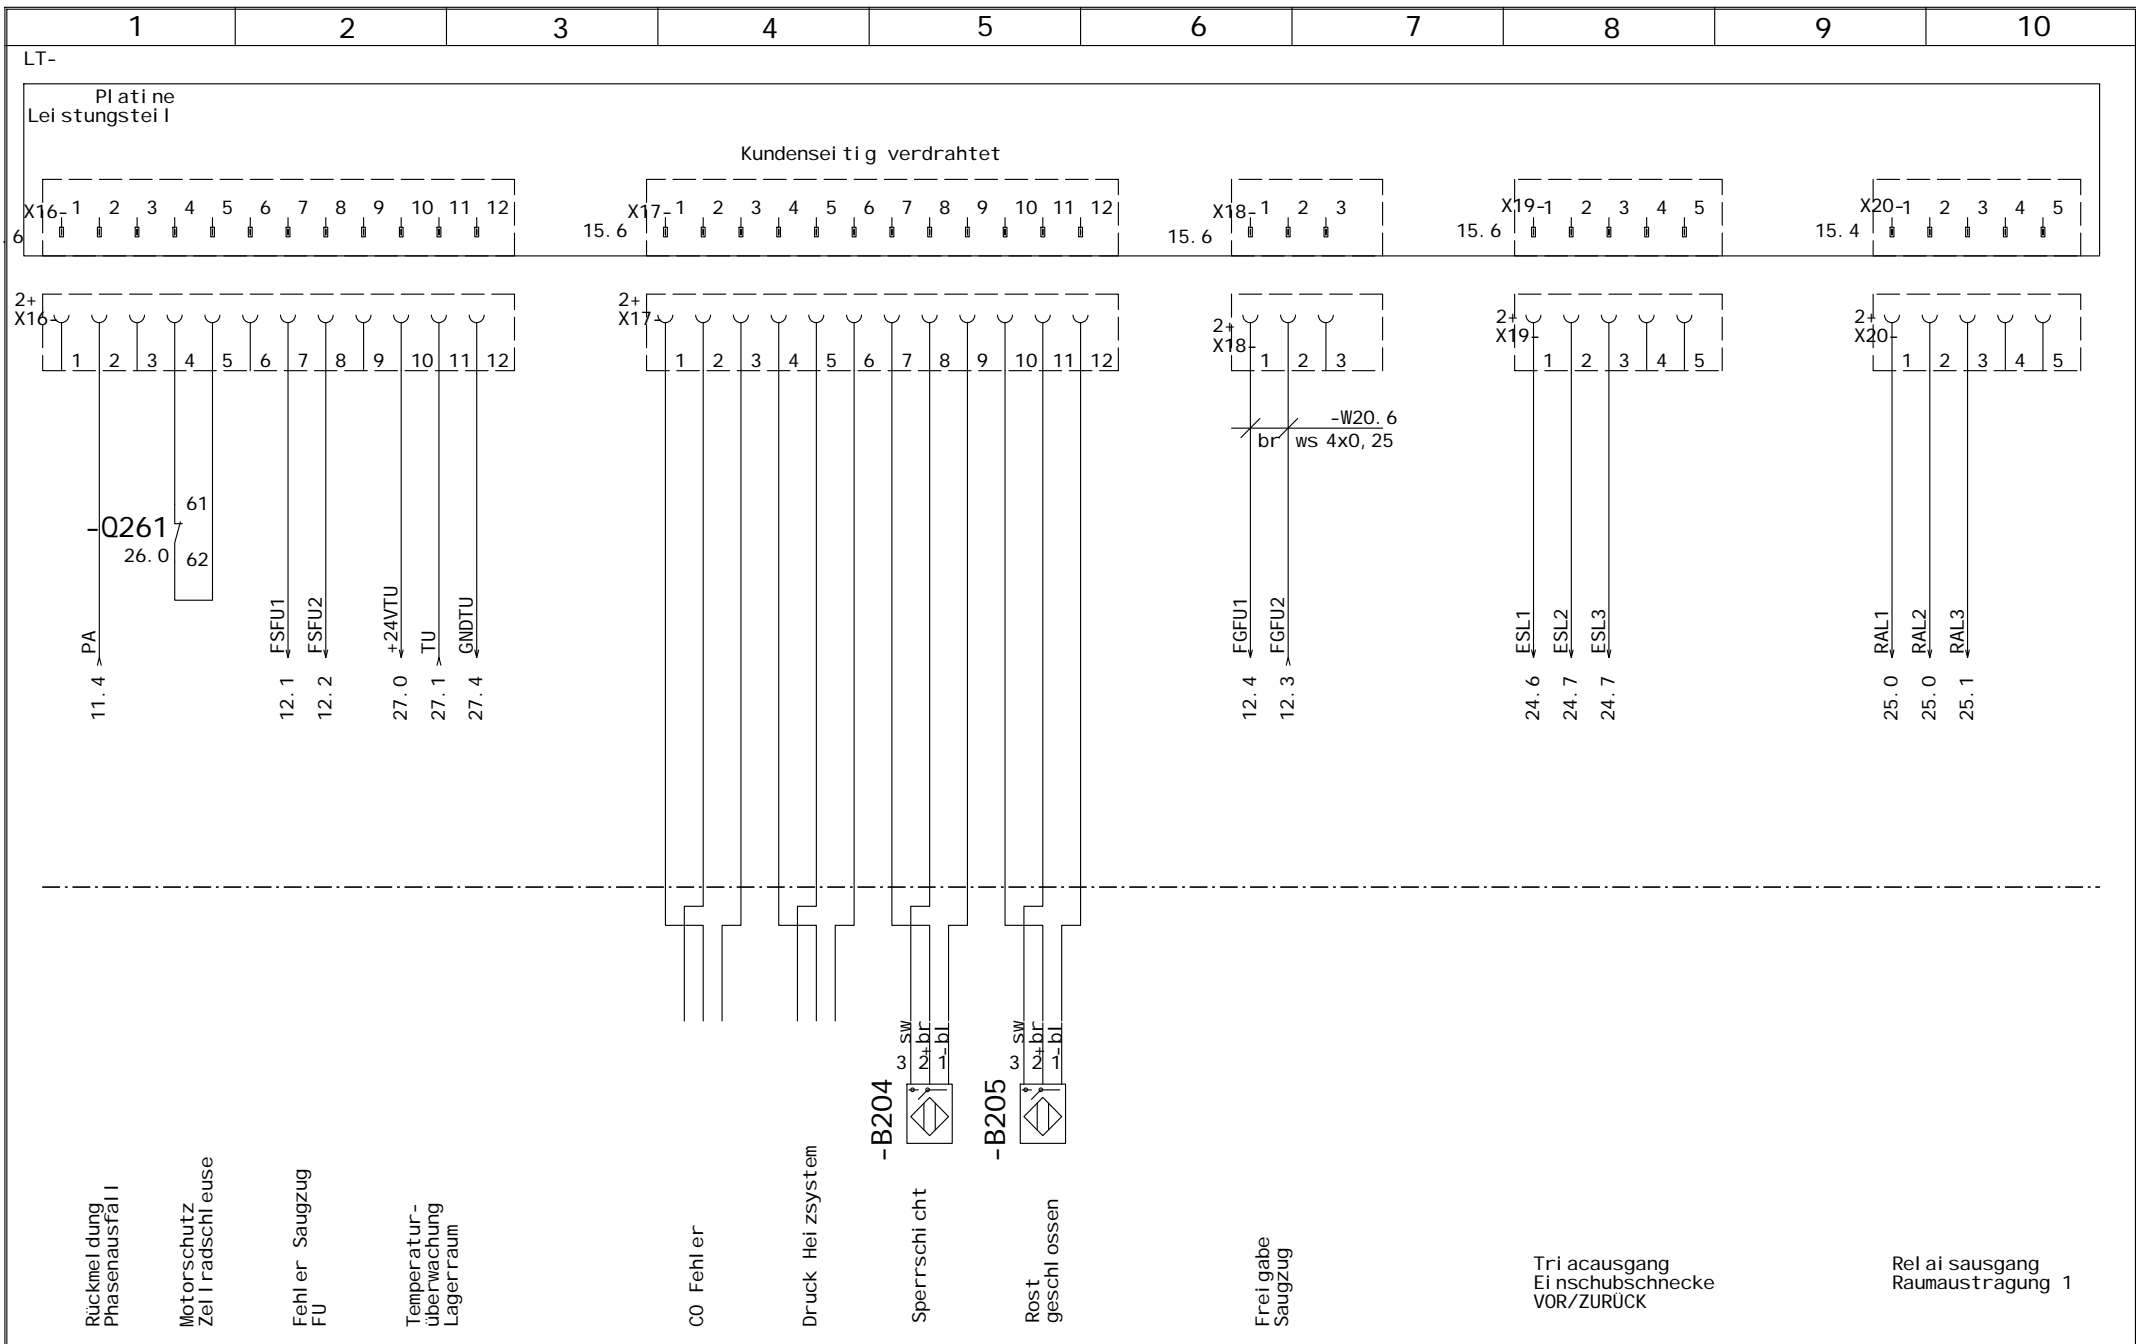 1 2 3 4 5 6 7 8 9 10
LT-
Platine
Leistungsteil
Kundenseitig verdrahtet
X16- 1 2 3 4 5 6 7 8 9 10 11 12
X17- 1 2 3 4 5 6 7 8 9 10 11 12
X18- 1 2 3
X19- 1 2 3 4 5
X20- 1 2 3 4 5
.6
15.6
15.6
15.6
15.4
2+
X16-
1 2 3 4 5 6 7 8 9 10 11 12
2+
X17-
1 2 3 4 5 6 7 8 9 10 11 12
2+
X18-
1 2 3
2+
X19-
1 2 3 4 5
2+
X20-
1 2 3 4 5
-W20.6
br ws 4x0,25
61
-Q261
26.0 62
PA
11.4
FSFU1
12.1
FSFU2
12.2
+24VTU
27.0
TU
27.1
GNDTU
27.4
FGFU1
12.4
FGFU2
12.3
ESL1
24.6
ESL2
24.7
ESL3
24.7
RAL1
25.0
RAL2
25.0
RAL3
25.1
sw +br -bl
3 2 1
-B204
sw +br -bl
3 2 1
-B205
Rückmeldung
Phasenausfall
Motorschutz
Zellradschleuse
Fehler Saugzug
FU
Temperatur-
überwachung
Lagerraum
CO Fehler
Druck Heizsystem
Sperrschicht
Rost
geschlossen
Freigabe
Saugzug
Triacausgang
Einschubschnecke
VOR/ZURÜCK
Relaisausgang
Raumaustragung 1